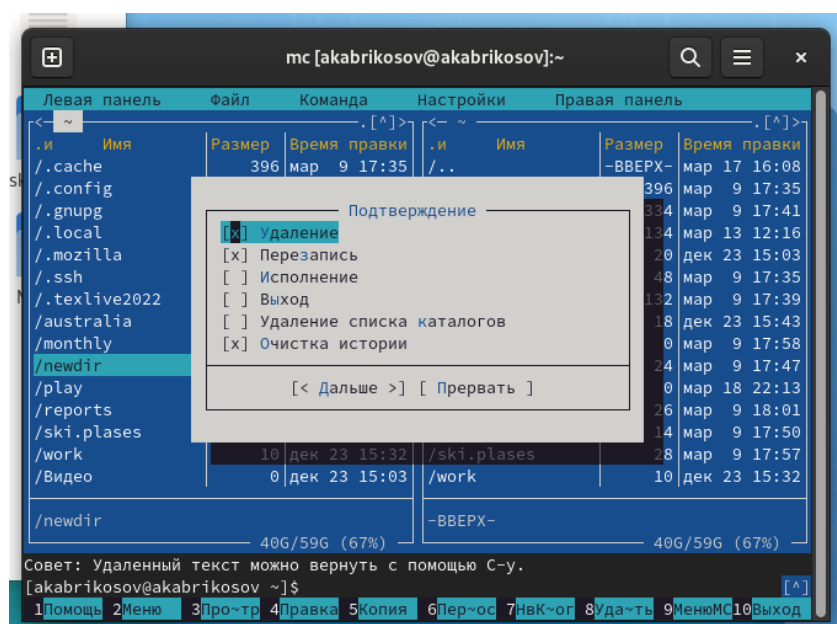 mc [akabrikosov@akabrikosov]:~
Левая панель Файл Команда Настройки Правая панель
<─ ~ .[^]> <─ ~ .[^]>
.и Имя Размер Время правки .и Имя Размер Время правки
/.cache 396 мар 9 17:35 /.. -ВВЕРХ- мар 17 16:08
/.config 396 мар 9 17:35
/.gnupg Подтверждение 334 мар 9 17:41
/.local [x] Удаление 134 мар 13 12:16
/.mozilla [x] Перезапись 20 дек 23 15:03
/.ssh [ ] Исполнение 48 мар 9 17:35
/.texlive2022 [ ] Выход 132 мар 9 17:39
/australia [ ] Удаление списка каталогов 18 дек 23 15:43
/monthly [x] Очистка истории 0 мар 9 17:58
/newdir 24 мар 9 17:47
/play [< Дальше >] [ Прервать ] 0 мар 18 22:13
/reports 26 мар 9 18:01
/ski.plases 14 мар 9 17:50
/work 10 дек 23 15:32 /ski.plases 28 мар 9 17:57
/Видео 0 дек 23 15:03 /work 10 дек 23 15:32
/newdir -ВВЕРХ-
40G/59G (67%) 40G/59G (67%)
Совет: Удаленный текст можно вернуть с помощью C-y.
[akabrikosov@akabrikosov ~]$ [^]
1Помощь 2Меню 3Про~тр 4Правка 5Копия 6Пер~ос 7НвК~ог 8Уда~ть 9МенюMC10Выход